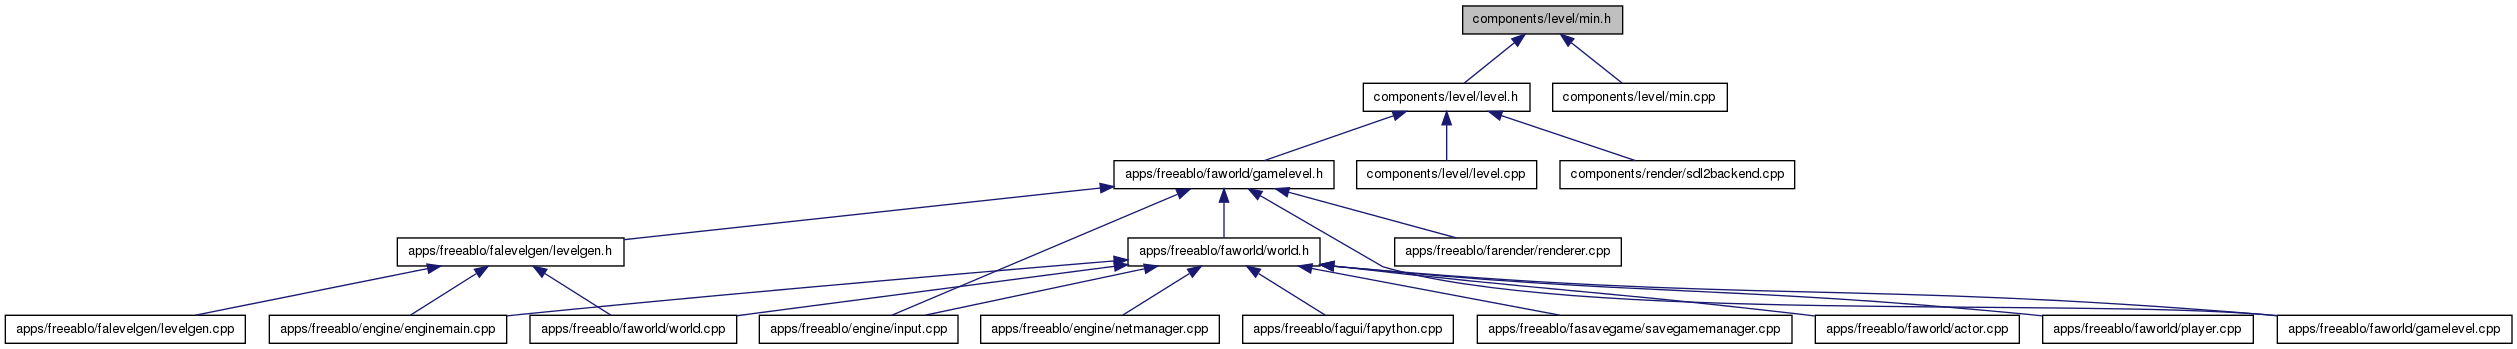 components/level/min.h
components/level/level.h
components/level/min.cpp
apps/freeablo/faworld/gamelevel.h
components/level/level.cpp
components/render/sdl2backend.cpp
apps/freeablo/falevelgen/levelgen.h
apps/freeablo/faworld/world.h
apps/freeablo/farender/renderer.cpp
apps/freeablo/falevelgen/levelgen.cpp
apps/freeablo/engine/enginemain.cpp
apps/freeablo/faworld/world.cpp
apps/freeablo/engine/input.cpp
apps/freeablo/engine/netmanager.cpp
apps/freeablo/fagui/fapython.cpp
apps/freeablo/fasavegame/savegamemanager.cpp
apps/freeablo/faworld/actor.cpp
apps/freeablo/faworld/player.cpp
apps/freeablo/faworld/gamelevel.cpp